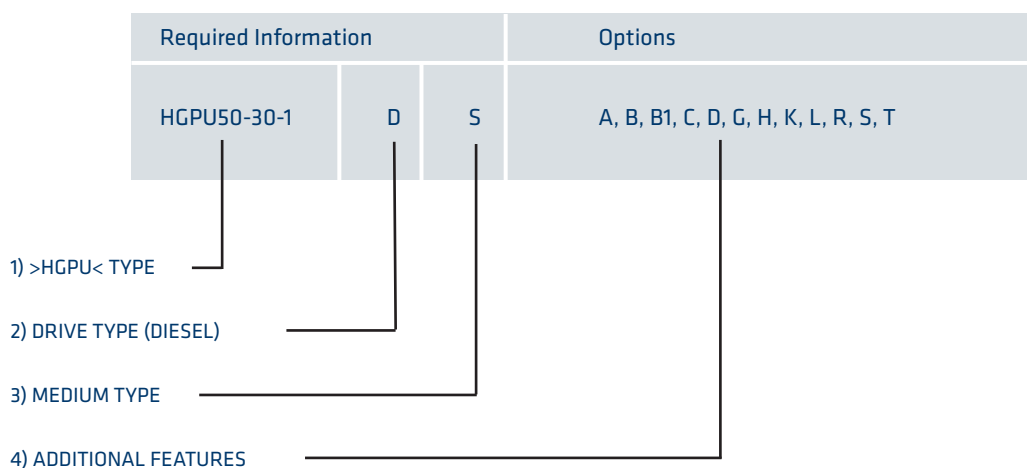 Required Information Options
HGPU50-30-1 D S A, B, B1, C, D, G, H, K, L, R, S, T
1) >HGPU< TYPE
2) DRIVE TYPE (DIESEL)
3) MEDIUM TYPE
4) ADDITIONAL FEATURES